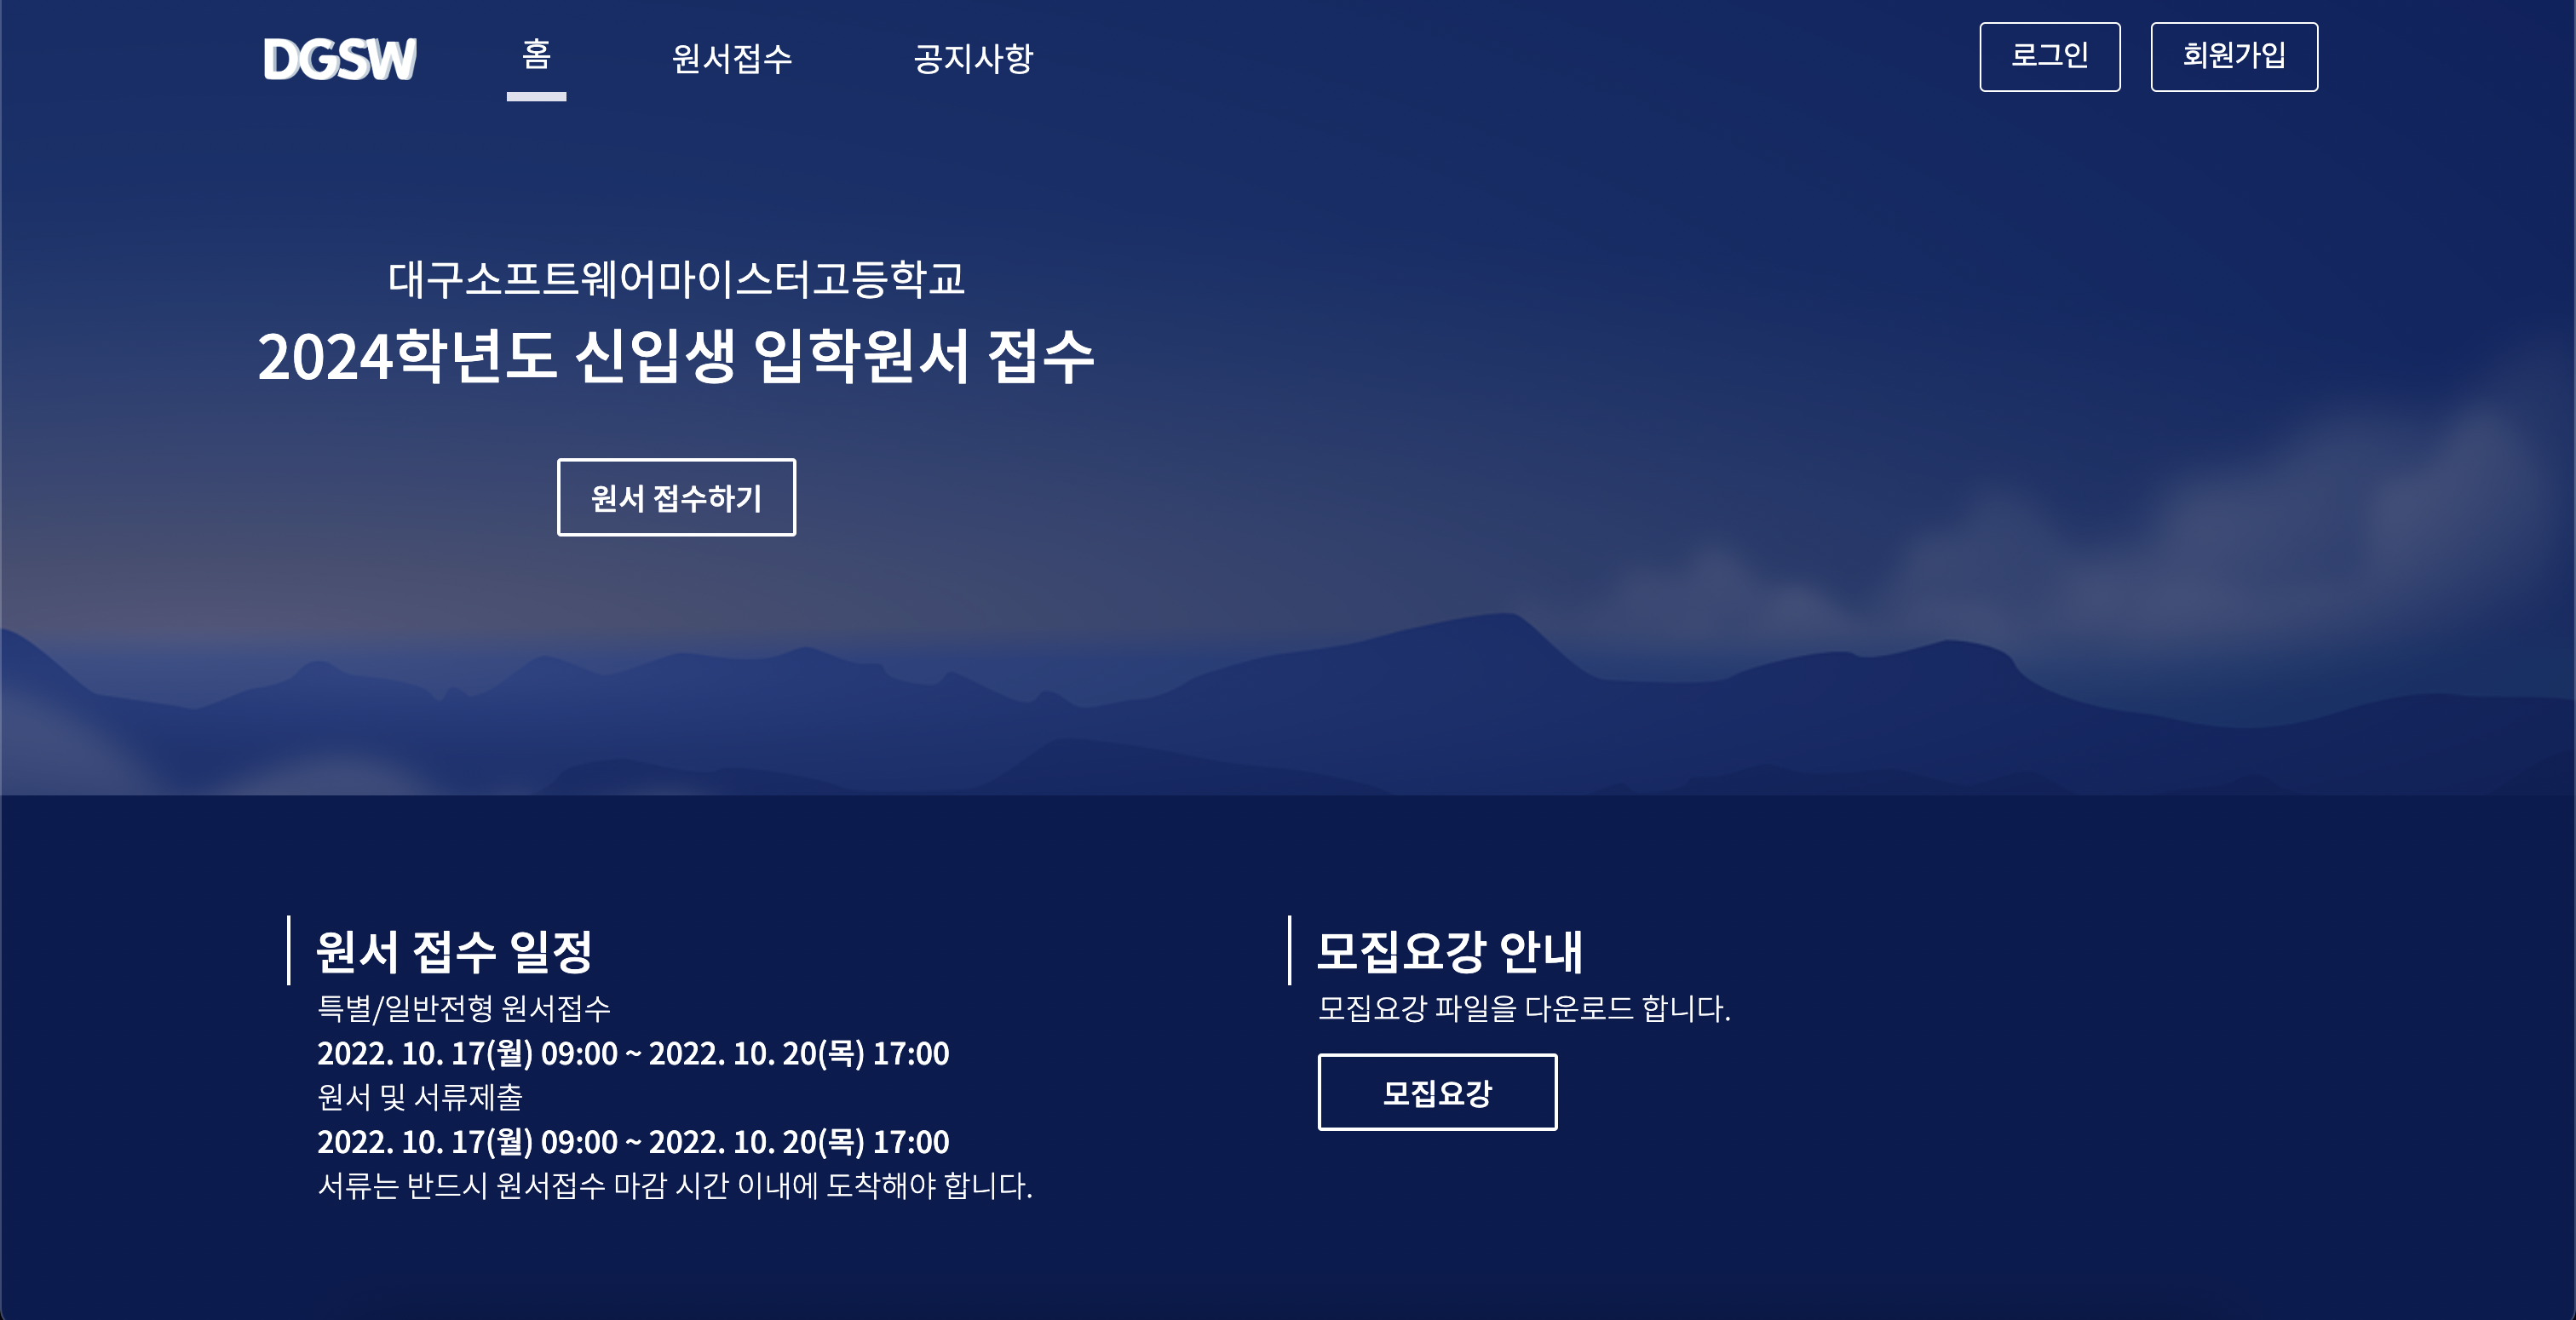 DGSW
홈
원서접수
공지사항
로그인
회원가입
대구소프트웨어마이스터고등학교
2024학년도 신입생 입학원서 접수
원서 접수하기
원서 접수 일정
특별/일반전형 원서접수
2022. 10. 17(월) 09:00 ~ 2022. 10. 20(목) 17:00
원서 및 서류제출
2022. 10. 17(월) 09:00 ~ 2022. 10. 20(목) 17:00
서류는 반드시 원서접수 마감 시간 이내에 도착해야 합니다.
모집요강 안내
모집요강 파일을 다운로드 합니다.
모집요강